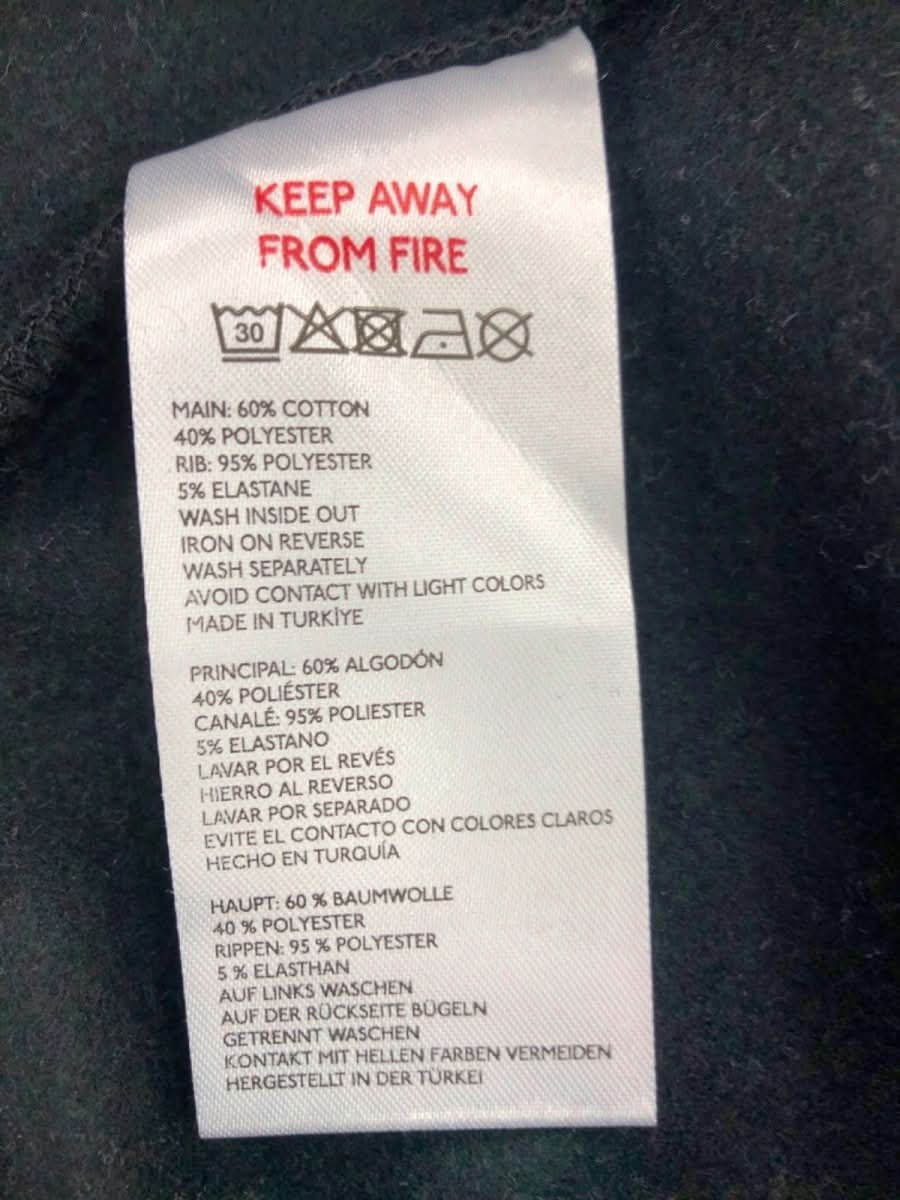 KEEP AWAY
FROM FIRE
30
MAIN: 60% COTTON
40% POLYESTER
RIB: 95% POLYESTER
5% ELASTANE
WASH INSIDE OUT
IRON ON REVERSE
WASH SEPARATELY
AVOID CONTACT WITH LIGHT COLORS
MADE IN TURKİYE
PRINCIPAL: 60% ALGODÓN
40% POLIÉSTER
CANALÉ: 95% POLIESTER
5% ELASTANO
LAVAR POR EL REVÉS
HIERRO AL REVERSO
LAVAR POR SEPARADO
EVITE EL CONTACTO CON COLORES CLAROS
HECHO EN TURQUÍA
HAUPT: 60 % BAUMWOLLE
40 % POLYESTER
RIPPEN: 95 % POLYESTER
5 % ELASTHAN
AUF LINKS WASCHEN
AUF DER RÜCKSEITE BÜGELN
GETRENNT WASCHEN
KONTAKT MIT HELLEN FARBEN VERMEIDEN
HERGESTELLT IN DER TÜRKEI